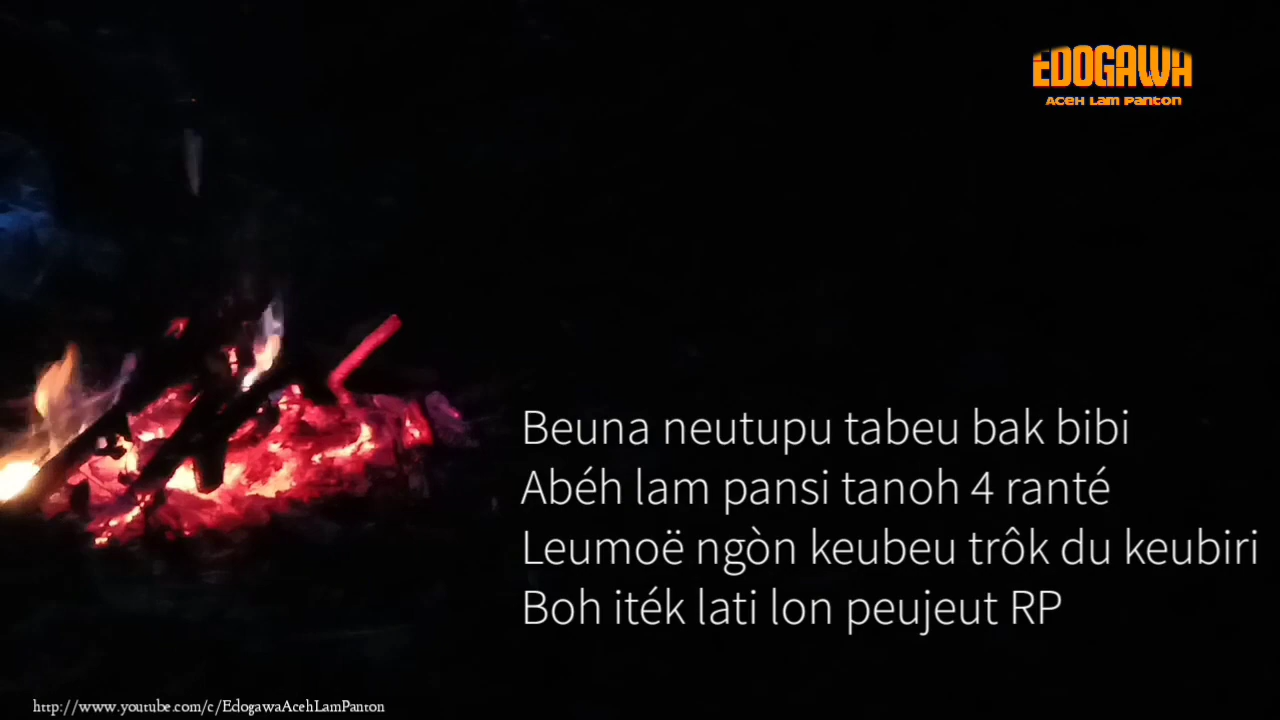 EDOGAWA
Aceh Lam Panton
Beuna neutupu tabeu bak bibi
Abéh lam pansi tanoh 4 ranté
Leumoë ngòn keubeu trôk du keubiri
Boh iték lati lon peujeut RP
http://www.youtube.com/c/EdogawaAcehLamPanton